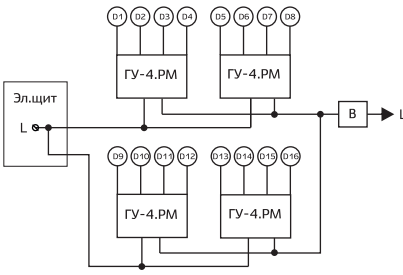 D1 D2 D3 D4 D5 D6 D7 D8
ГУ-4.РМ ГУ-4.РМ
Эл.щит
L B L
D9 D10 D11 D12 D13 D14 D15 D16
ГУ-4.РМ ГУ-4.РМ